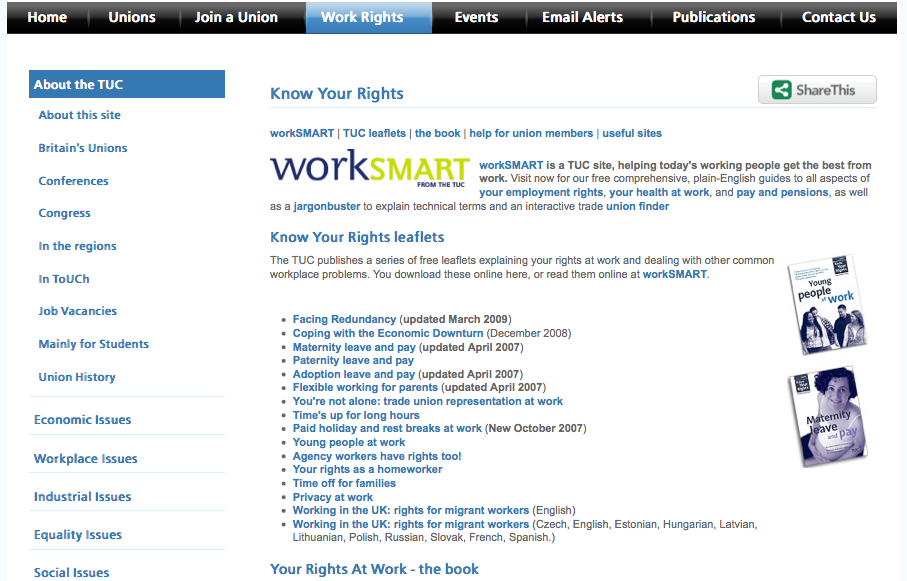 Home Unions Join a Union Work Rights Events Email Alerts Publications Contact Us
About the TUC
About this site
Britain's Unions
Conferences
Congress
In the regions
In ToUCh
Job Vacancies
Mainly for Students
Union History
Economic Issues
Workplace Issues
Industrial Issues
Equality Issues
Social Issues
Know Your Rights
ShareThis
workSMART | TUC leaflets | the book | help for union members | useful sites
workSMART
FROM THE TUC
workSMART is a TUC site, helping today's working people get the best from
work. Visit now for our free comprehensive, plain-English guides to all aspects of
your employment rights, your health at work, and pay and pensions, as well
as a jargonbuster to explain technical terms and an interactive trade union finder
Know Your Rights leaflets
The TUC publishes a series of free leaflets explaining your rights at work and dealing with other common
workplace problems. You download these online here, or read them online at workSMART.
Facing Redundancy (updated March 2009)
Coping with the Economic Downturn (December 2008)
Maternity leave and pay (updated April 2007)
Paternity leave and pay
Adoption leave and pay (updated April 2007)
Flexible working for parents (updated April 2007)
You're not alone: trade union representation at work
Time's up for long hours
Paid holiday and rest breaks at work (New October 2007)
Young people at work
Agency workers have rights too!
Your rights as a homeworker
Time off for families
Privacy at work
Working in the UK: rights for migrant workers (English)
Working in the UK: rights for migrant workers (Czech, English, Estonian, Hungarian, Latvian,
Lithuanian, Polish, Russian, Slovak, French, Spanish.)
Young
people at work
Maternity
leave and pay
Your Rights At Work - the book